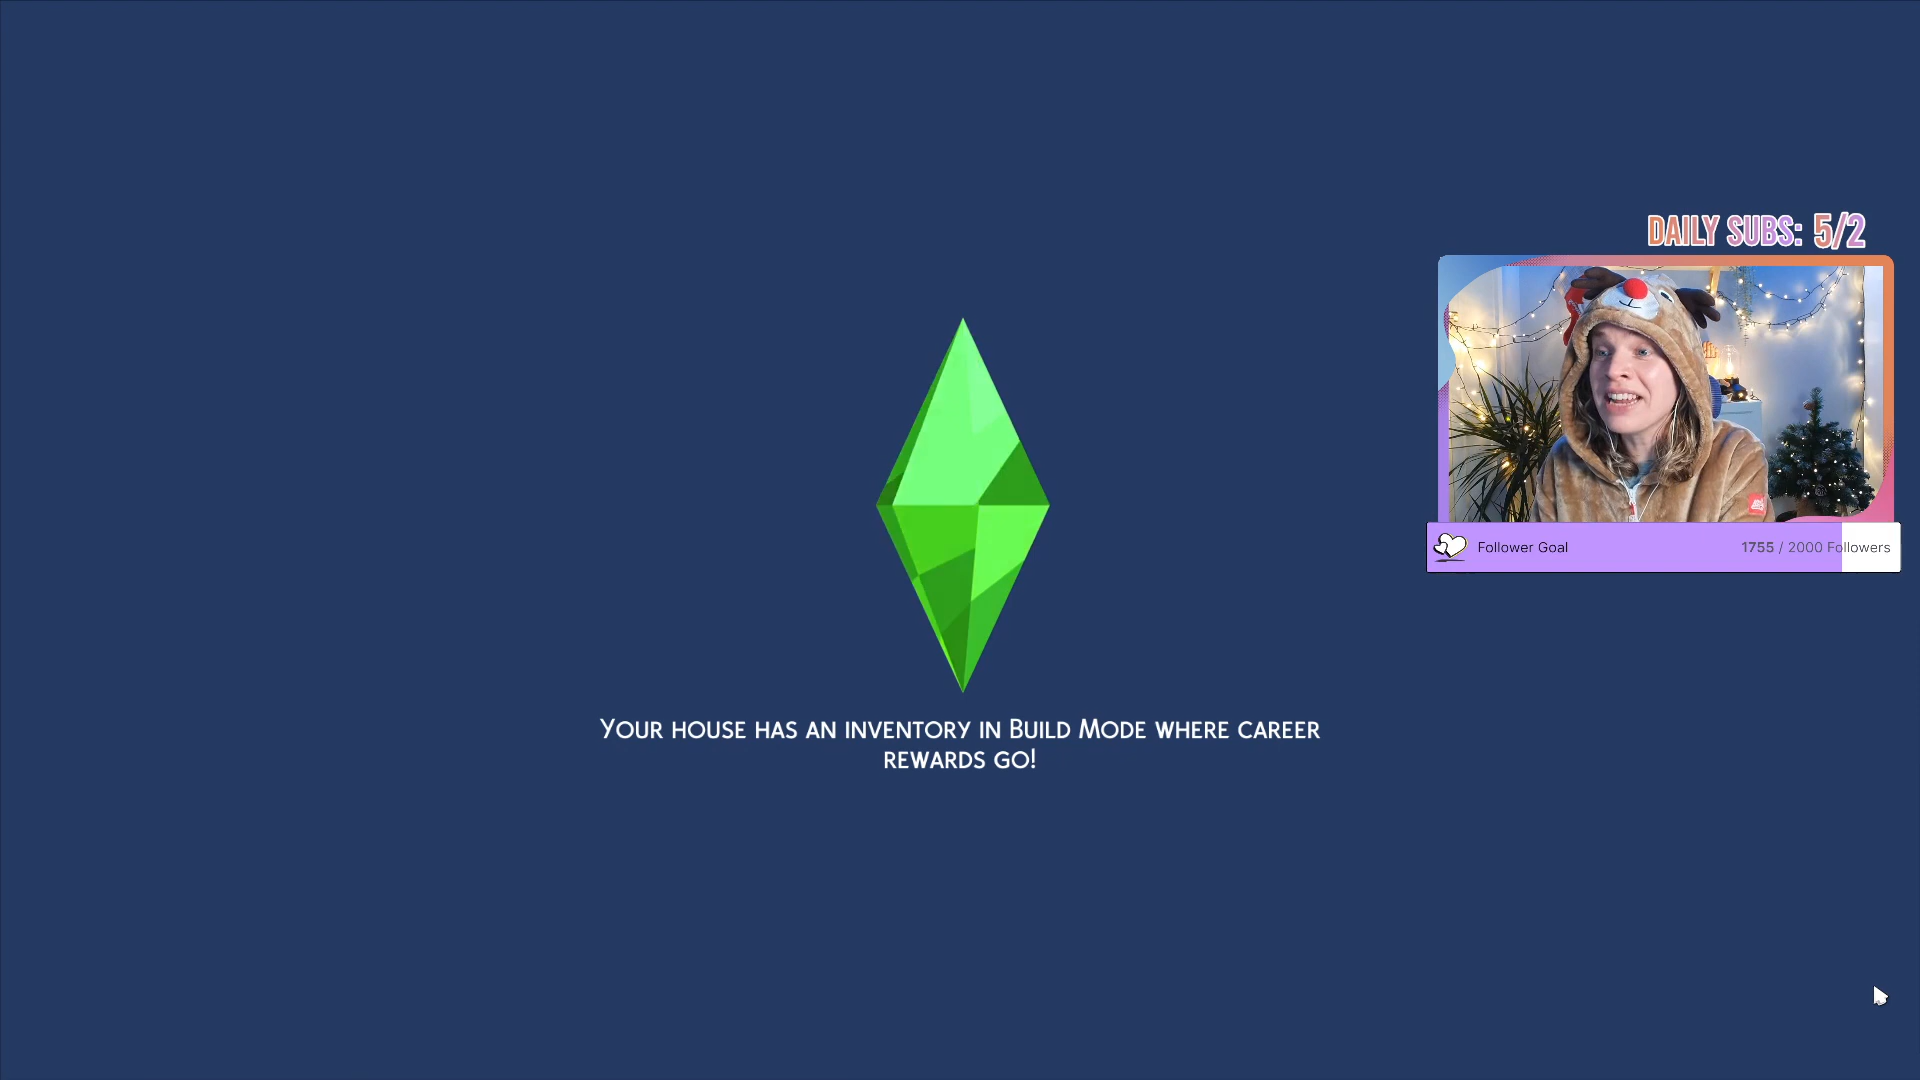 DAILY SUBS: 5/2
Follower Goal 1755 / 2000 Followers
YOUR HOUSE HAS AN INVENTORY IN BUILD MODE WHERE CAREER
REWARDS GO!